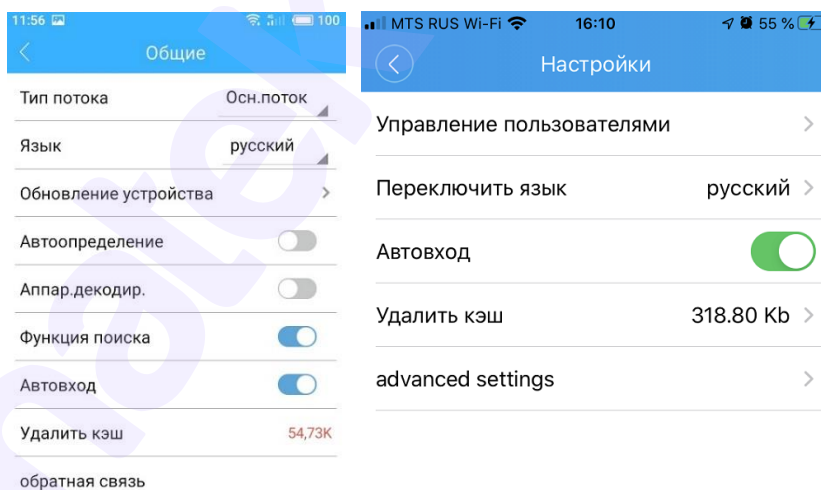 11:56 100
Общие
Тип потока Осн.поток
Язык русский
Обновление устройства
Автоопределение
Аппар.декодир.
Функция поиска
Автовход
Удалить кэш 54,73K
обратная связь
MTS RUS Wi-Fi 16:10 55 %
Настройки
Управление пользователями
Переключить язык русский
Автовход
Удалить кэш 318.80 Kb
advanced settings